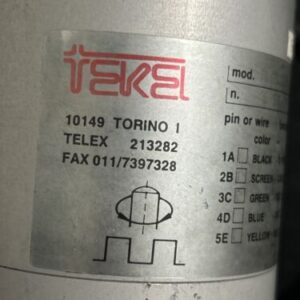 TEKEL
10149 TORINO I
TELEX 213282
FAX 011/7397328
mod.
n.
pin or wire
color
1A BLACK
2B SCREEN
3C GREEN
4D BLUE
5E YELLOW